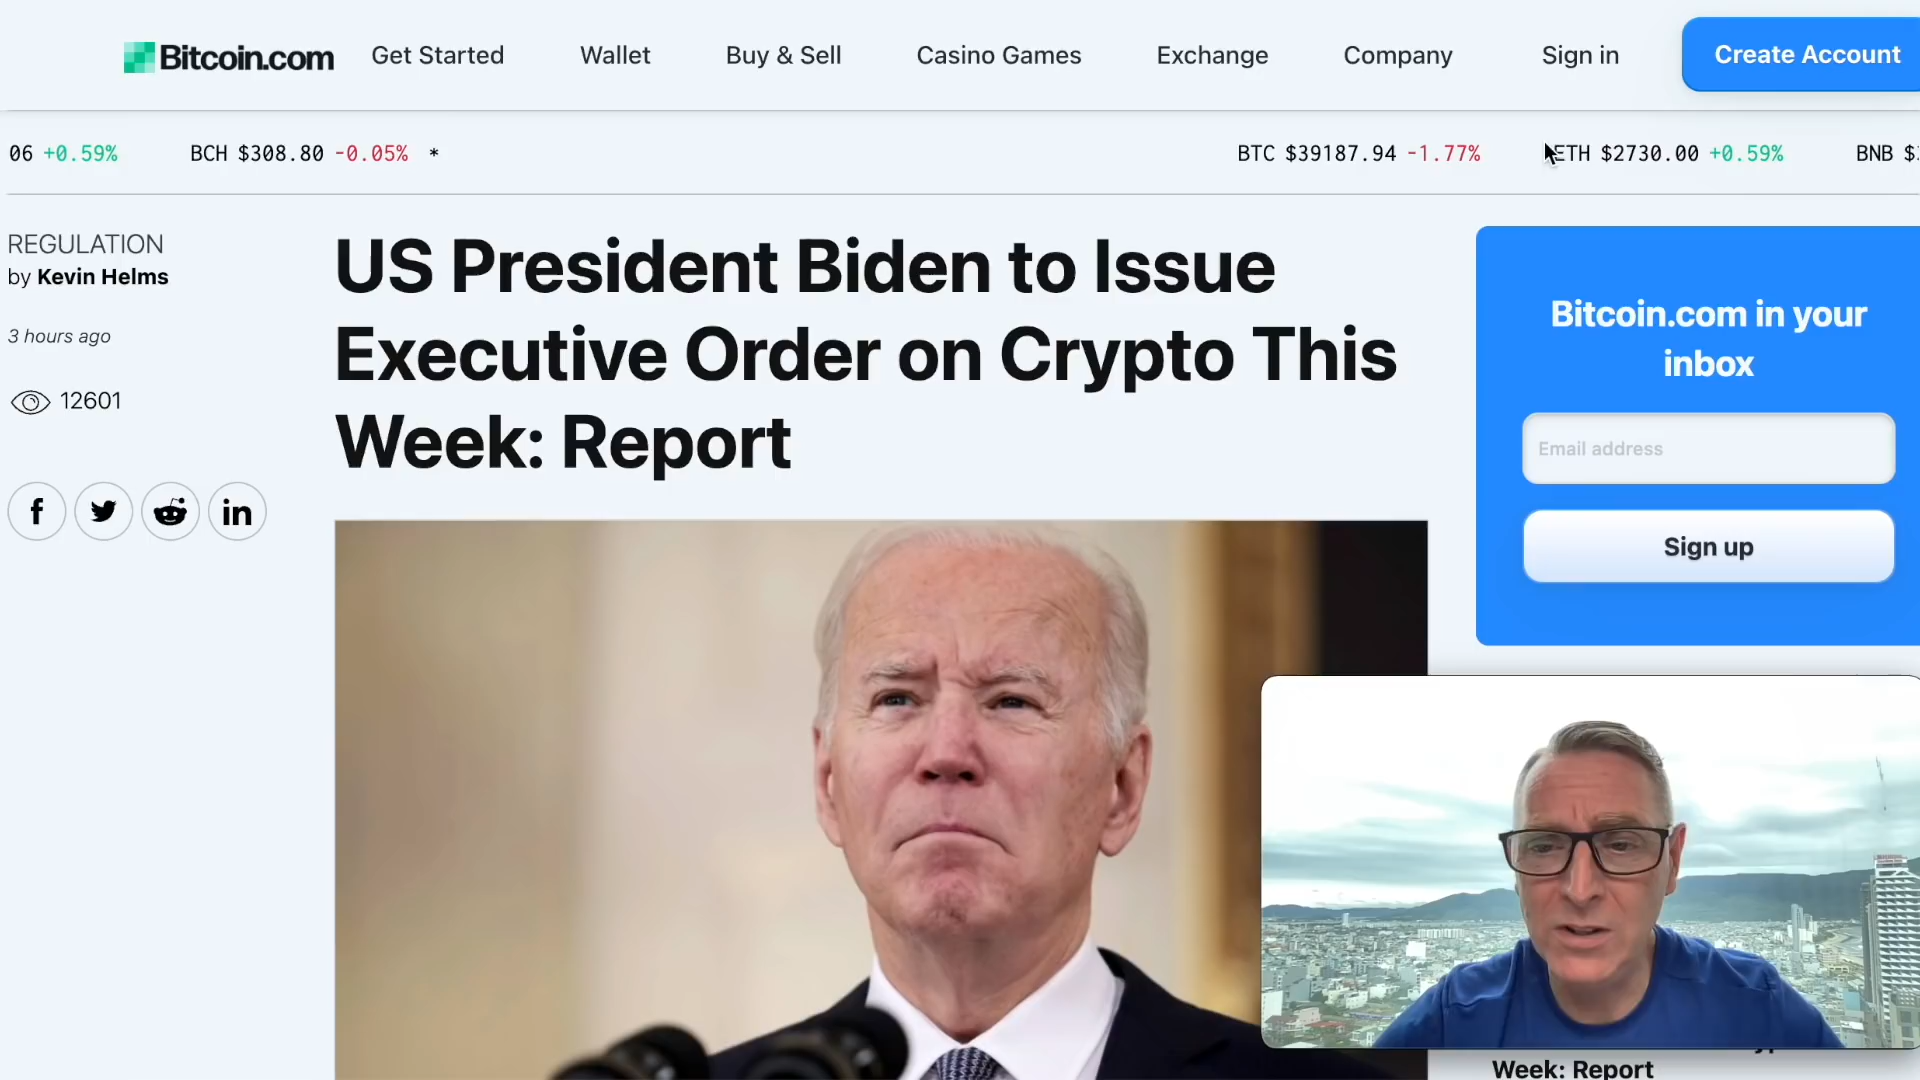 Bitcoin.com Get Started Wallet Buy & Sell Casino Games Exchange Company Sign in Create Account
06 +0.59% BCH $308.80 -0.05% * BTC $39187.94 -1.77% ETH $2730.00 +0.59% BNB $
REGULATION
by Kevin Helms
3 hours ago
12601
US President Biden to Issue
Executive Order on Crypto This
Week: Report
Bitcoin.com in your
inbox
Email address
Sign up
Week: Report